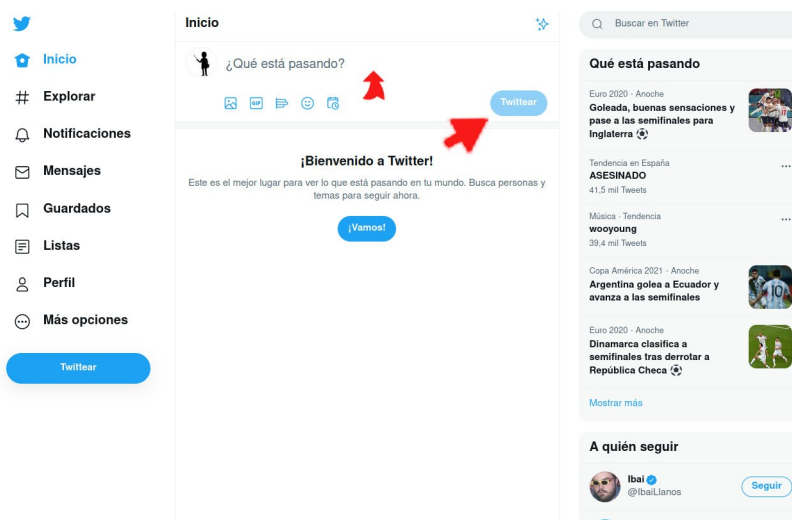 Inicio
Explorar
Notificaciones
Mensajes
Guardados
Listas
Perfil
Más opciones
Twittear
Inicio
¿Qué está pasando?
GIF
Twittear
¡Bienvenido a Twitter!
Este es el mejor lugar para ver lo que está pasando en tu mundo. Busca personas y
temas para seguir ahora.
¡Vamos!
Buscar en Twitter
Qué está pasando
Euro 2020 · Anoche
Goleada, buenas sensaciones y
pase a las semifinales para
Inglaterra ⚽
Tendencia en España
ASESINADO
41,5 mil Tweets
Música · Tendencia
wooyoung
39,4 mil Tweets
Copa América 2021 · Anoche
Argentina golea a Ecuador y
avanza a las semifinales
10
Euro 2020 · Anoche
Dinamarca clasifica a
semifinales tras derrotar a
República Checa ⚽
Mostrar más
A quién seguir
Ibai
@IbaiLlanos
Seguir